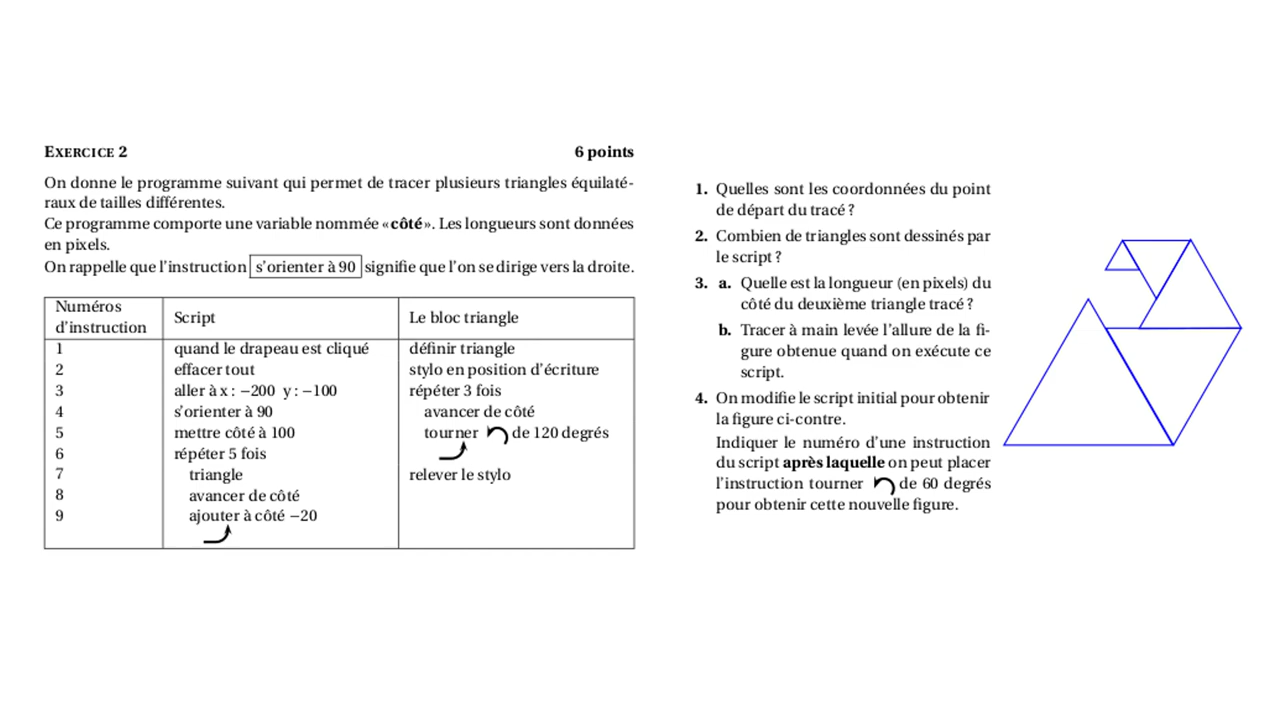 EXERCICE 2 6 points
On donne le programme suivant qui permet de tracer plusieurs triangles équilaté-
raux de tailles différentes.
Ce programme comporte une variable nommée « côté ». Les longueurs sont données
en pixels.
On rappelle que l'instruction s'orienter à 90 signifie que l'on se dirige vers la droite.
Numéros
d'instruction Script Le bloc triangle
1 quand le drapeau est cliqué définir triangle
2 effacer tout stylo en position d'écriture
3 aller à x : −200 y : −100 répéter 3 fois
4 s'orienter à 90 avancer de côté
5 mettre côté à 100 tourner de 120 degrés
6 répéter 5 fois
7 triangle relever le stylo
8 avancer de côté
9 ajouter à côté −20
1. Quelles sont les coordonnées du point
de départ du tracé ?
2. Combien de triangles sont dessinés par
le script ?
3. a. Quelle est la longueur (en pixels) du
côté du deuxième triangle tracé ?
b. Tracer à main levée l'allure de la fi-
gure obtenue quand on exécute ce
script.
4. On modifie le script initial pour obtenir
la figure ci-contre.
Indiquer le numéro d'une instruction
du script après laquelle on peut placer
l'instruction tourner de 60 degrés
pour obtenir cette nouvelle figure.